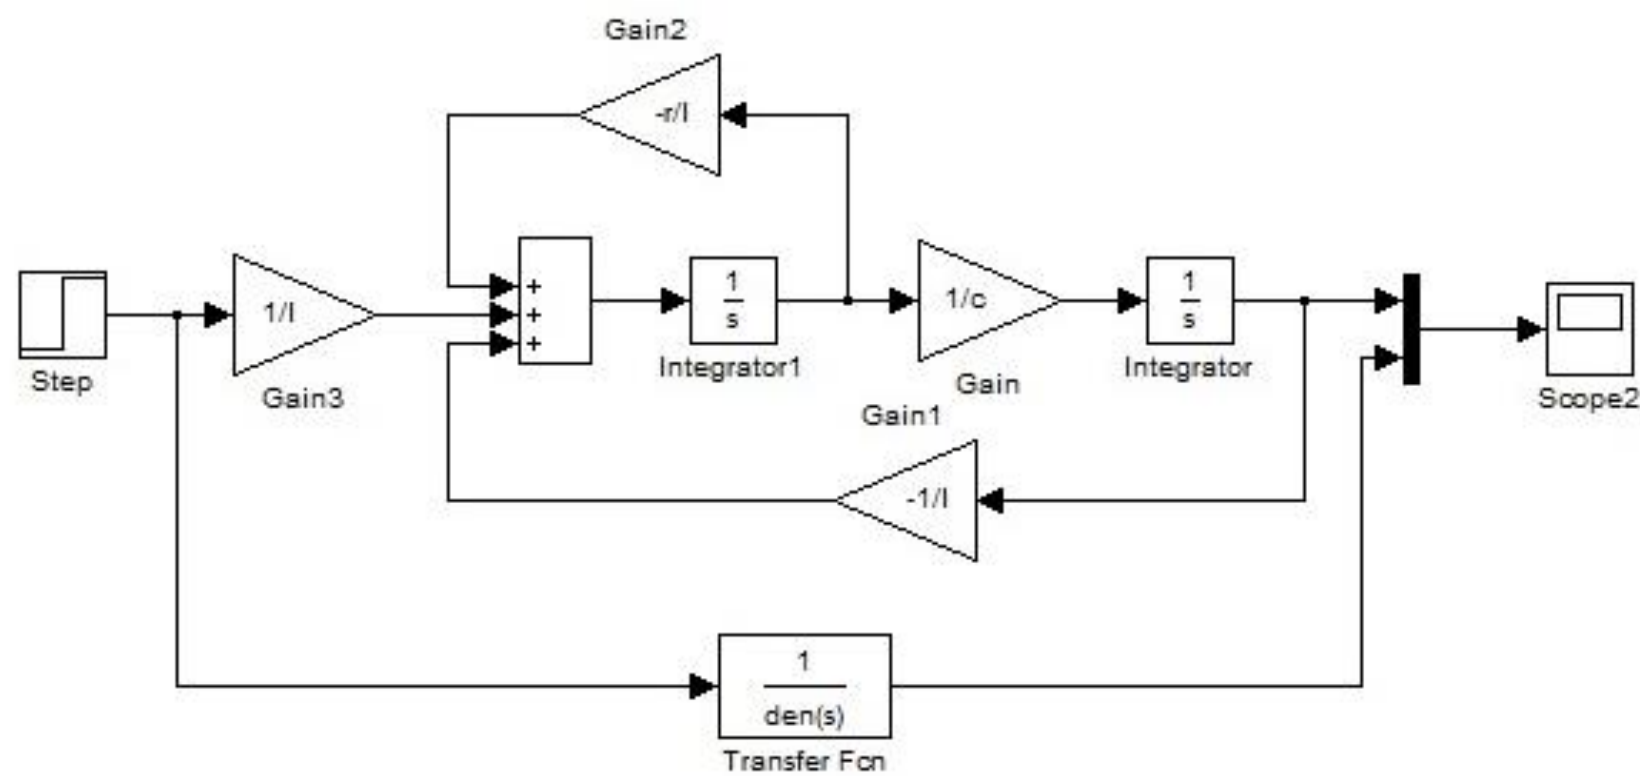 Gain2
-r/l
Step
1/l
Gain3
+
+
+
1
s
Integrator1
1/c
Gain
1
s
Integrator
Scope2
Gain1
-1/l
1
den(s)
Transfer Fcn